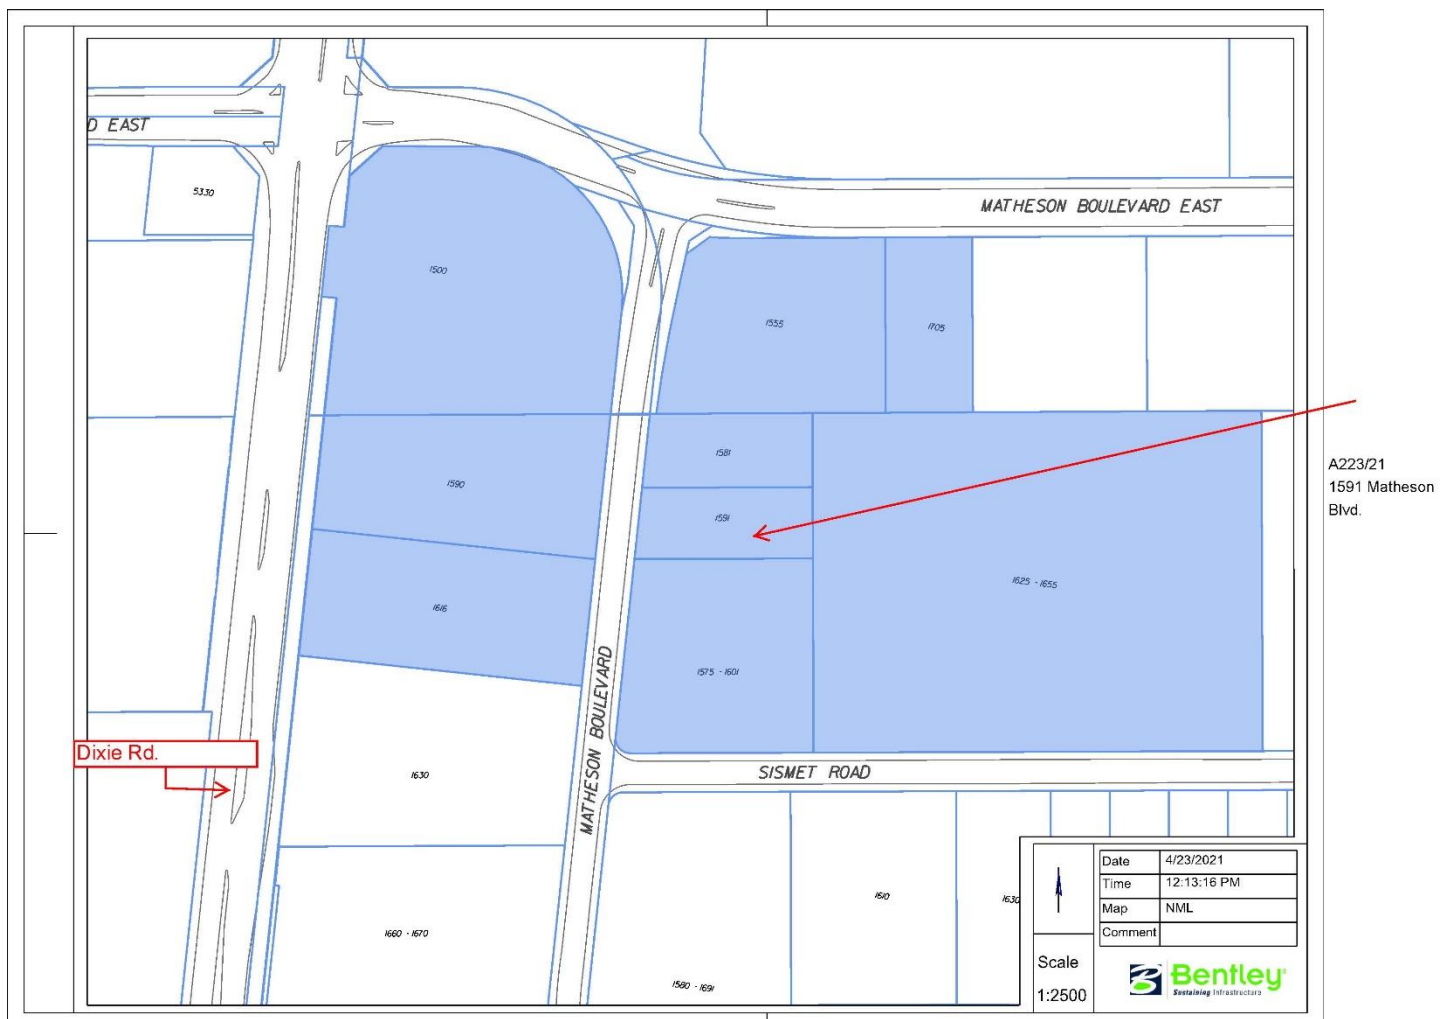 D EAST
5330
MATHESON BOULEVARD EAST
1500
1555
1705
1581
1590
1591
A223/21
1591 Matheson
Blvd.
1625 - 1655
1616
1575 - 1601
MATHESON BOULEVARD
Dixie Rd.
1630
SISMET ROAD
1610
1630
1660 - 1670
1580 - 1691
Date 4/23/2021
Time 12:13:16 PM
Map NML
Comment
Scale
1:2500
Bentley
Sustaining Infrastructure